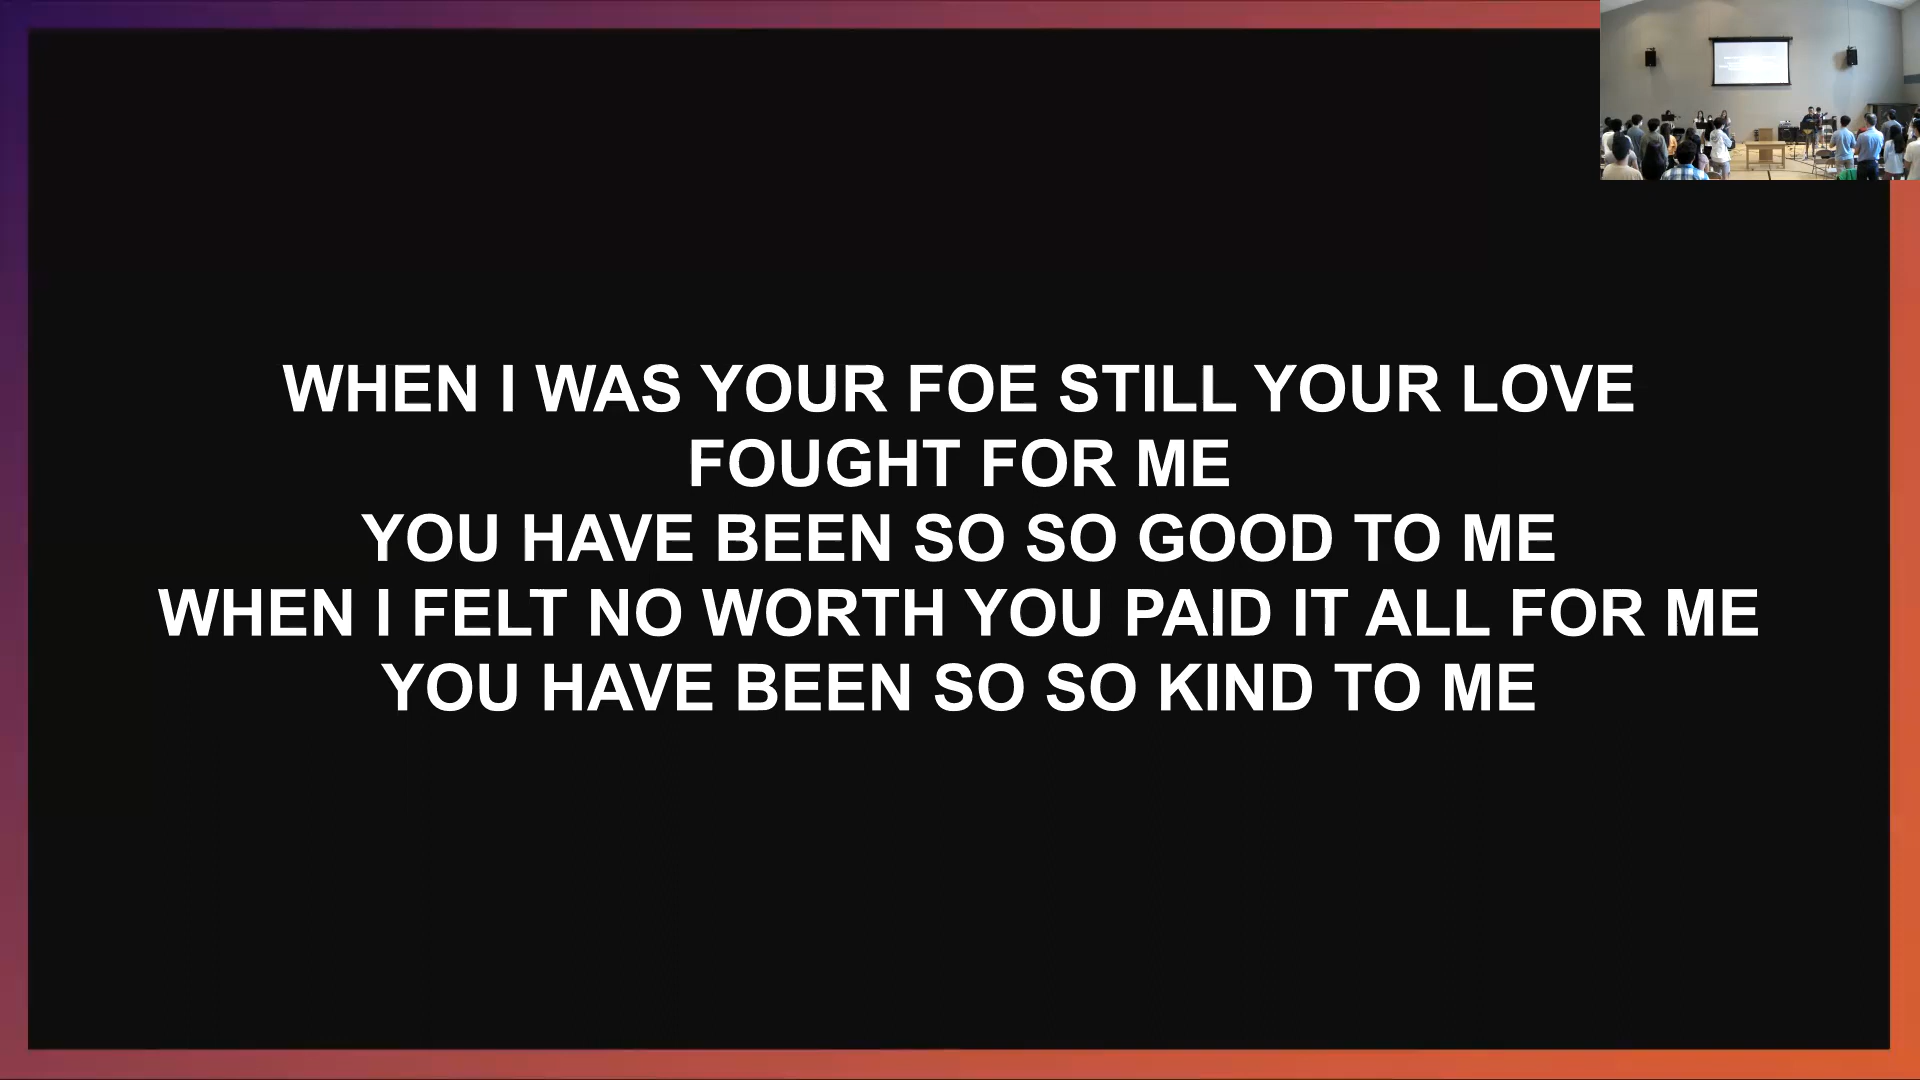 WHEN I WAS YOUR FOE STILL YOUR LOVE
FOUGHT FOR ME
YOU HAVE BEEN SO SO GOOD TO ME
WHEN I FELT NO WORTH YOU PAID IT ALL FOR ME
YOU HAVE BEEN SO SO KIND TO ME